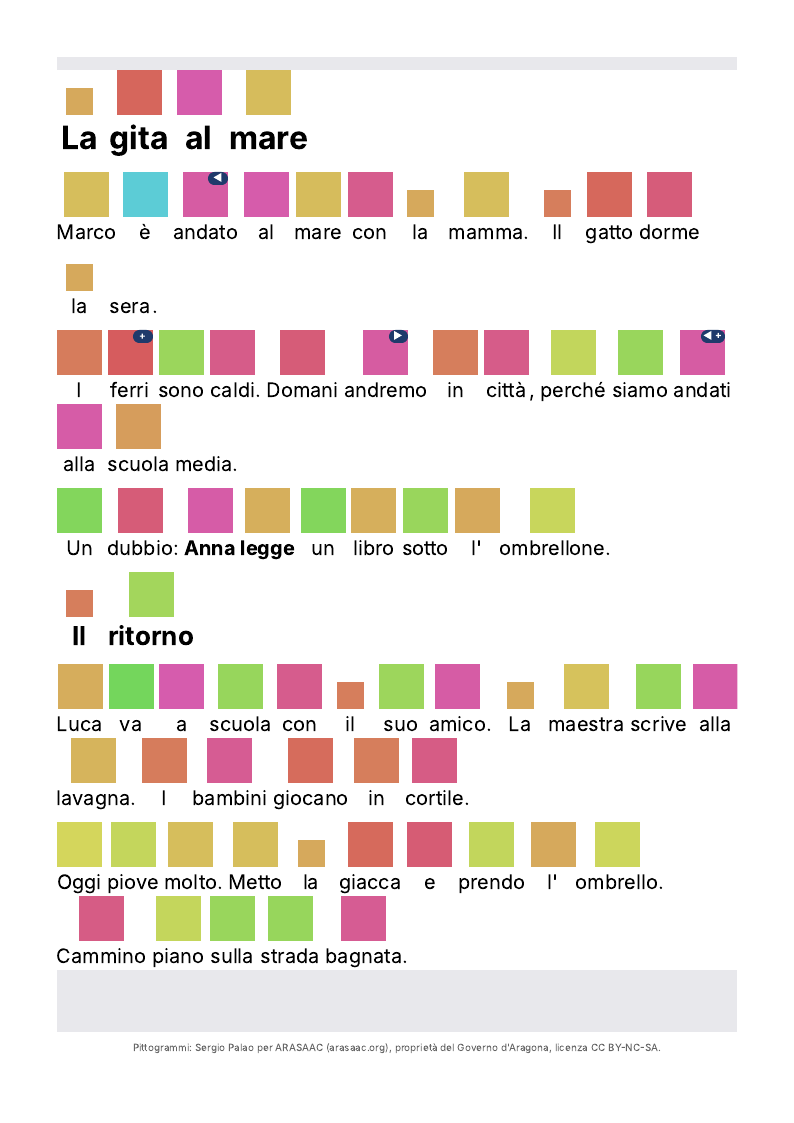 La gita al mare
Marco è andato al mare con la mamma. Il gatto dorme
la sera.
I ferri sono caldi. Domani andremo in città, perché siamo andati
alla scuola media.
Un dubbio: Anna legge un libro sotto l' ombrellone.
Il ritorno
Luca va a scuola con il suo amico. La maestra scrive alla
lavagna. I bambini giocano in cortile.
Oggi piove molto. Metto la giacca e prendo l' ombrello.
Cammino piano sulla strada bagnata.
Pittogrammi: Sergio Palao per ARASAAC (arasaac.org), proprietà del Governo d'Aragona, licenza CC BY-NC-SA.